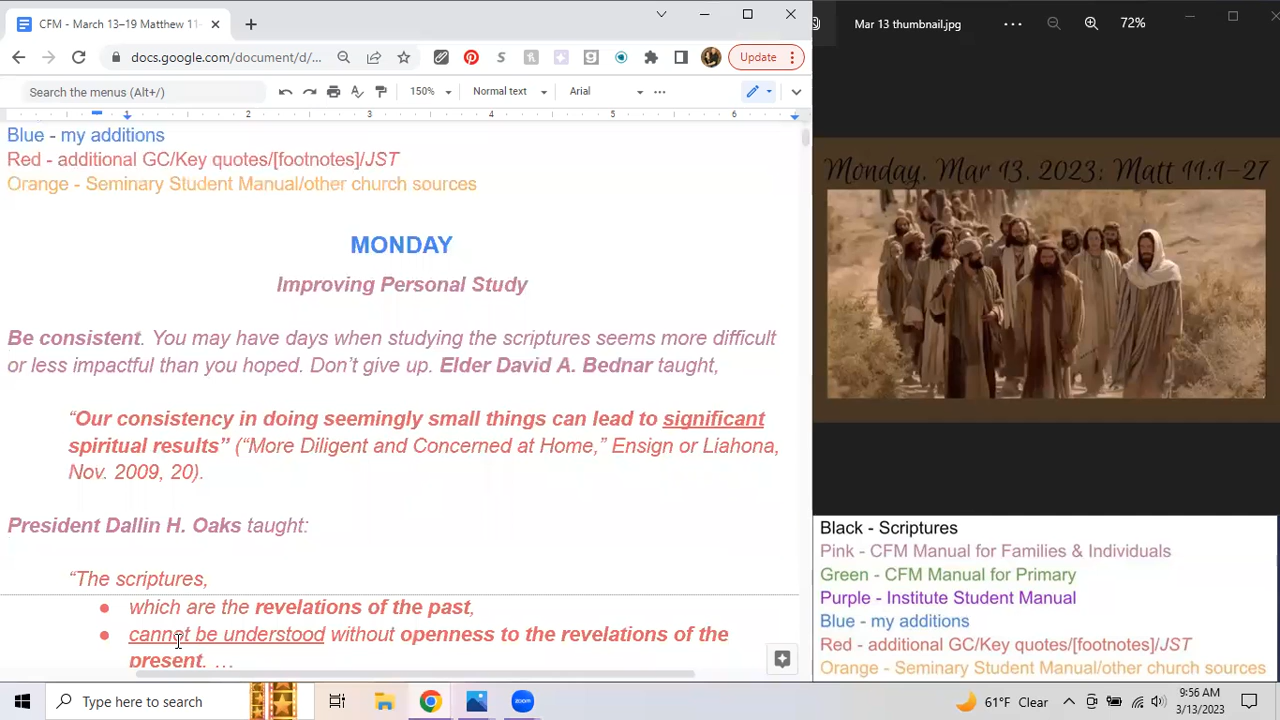 CFM - March 13–19 Matthew 11-
docs.google.com/document/d/...
Update
Search the menus (Alt+/)
150%
Normal text
Arial
2
3
4
5
6
Blue - my additions
Red - additional GC/Key quotes/[footnotes]/JST
Orange - Seminary Student Manual/other church sources
MONDAY
Improving Personal Study
Be consistent. You may have days when studying the scriptures seems more difficult
or less impactful than you hoped. Don’t give up. Elder David A. Bednar taught,
“Our consistency in doing seemingly small things can lead to significant
spiritual results” (“More Diligent and Concerned at Home,” Ensign or Liahona,
Nov. 2009, 20).
President Dallin H. Oaks taught:
“The scriptures,
● which are the revelations of the past,
● cannot be understood without openness to the revelations of the
present. …
Mar 13 thumbnail.jpg
72%
Monday, Mar 13, 2023: Matt 11:1-27
Black - Scriptures
Pink - CFM Manual for Families & Individuals
Green - CFM Manual for Primary
Purple - Institute Student Manual
Blue - my additions
Red - additional GC/Key quotes/[footnotes]/JST
Orange - Seminary Student Manual/other church sources
Type here to search
zoom
61°F Clear
9:56 AM
3/13/2023